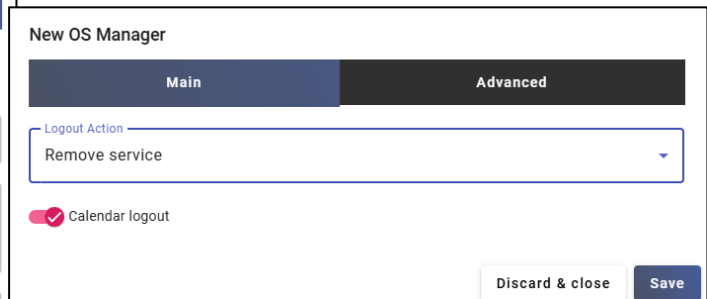 New OS Manager
Main
Advanced
Logout Action
Remove service
Calendar logout
Discard & close
Save